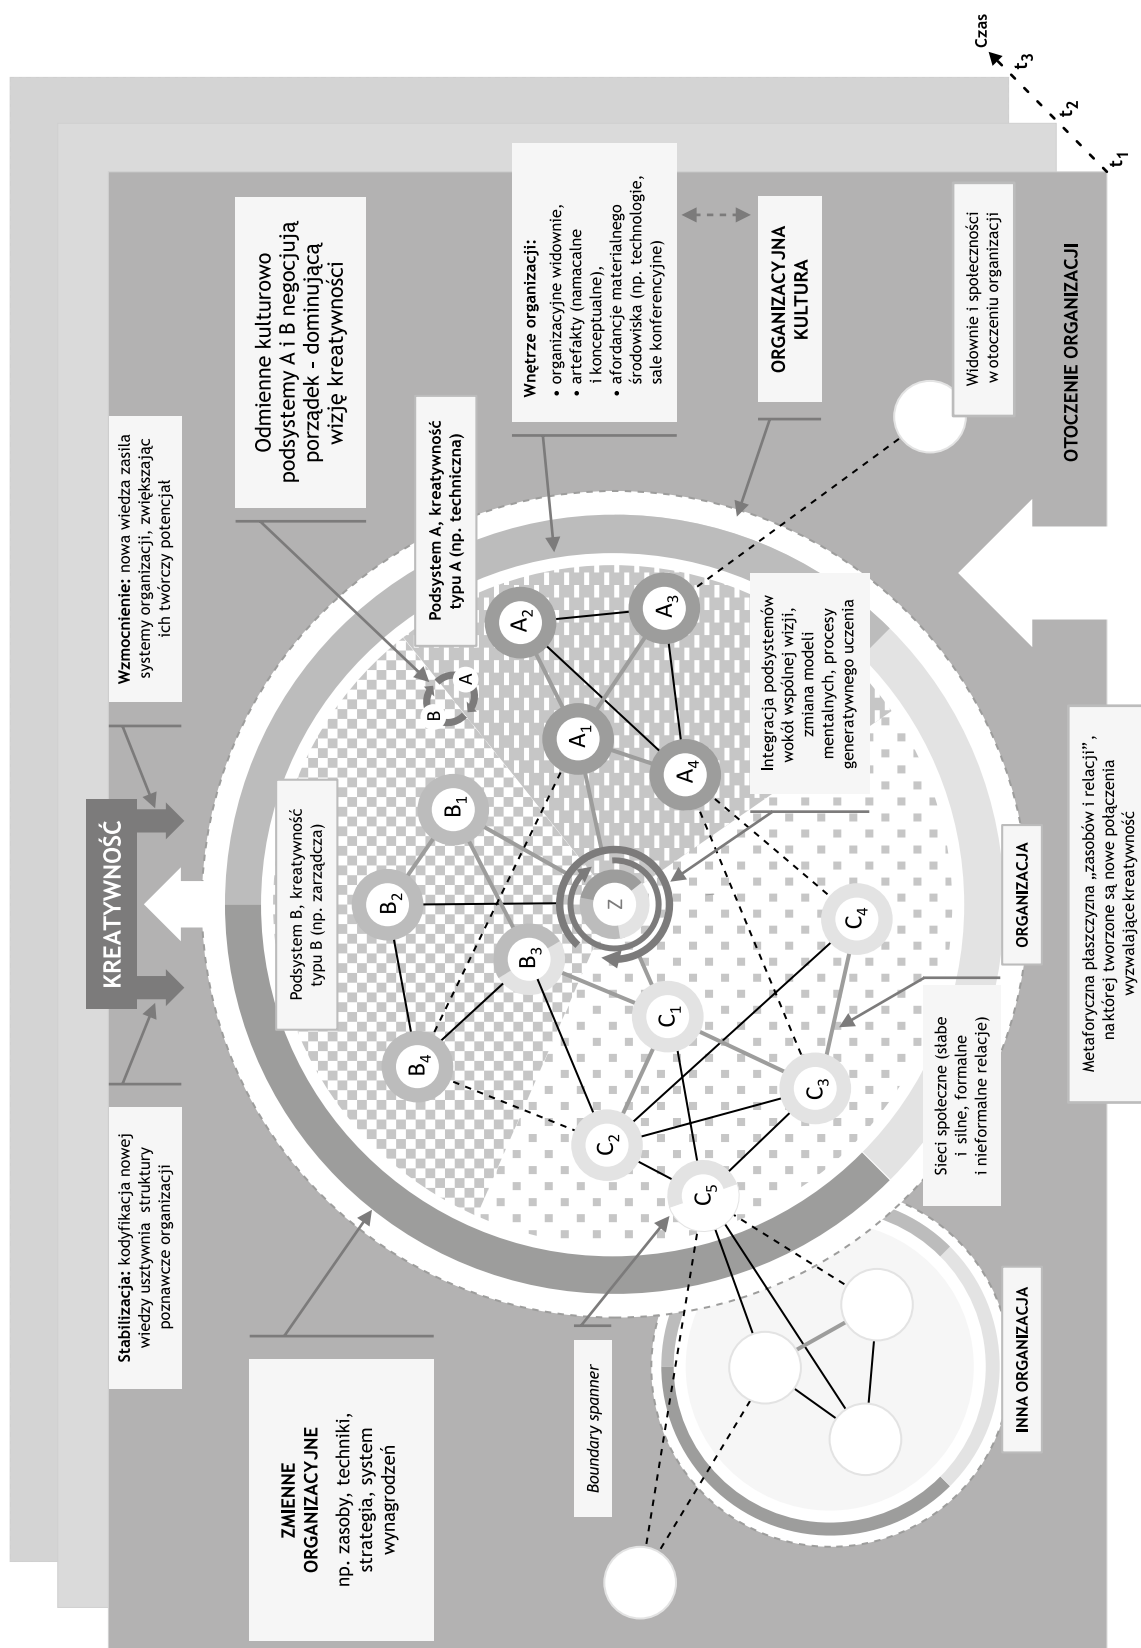 KREATYWNOŚĆ
Stabilizacja: kodyfikacja nowej
wiedzy usztywnia struktury
poznawcze organizacji
Wzmocnienie: nowa wiedza zasila
systemy organizacji, zwiększając
ich twórczy potencjał
ZMIENNE
ORGANIZACYJNE
np. zasoby, techniki,
strategia, system
wynagrodzeń
Podsystem B, kreatywność
typu B (np. zarządcza)
Odmienne kulturowo
podsystemy A i B negocjują
porządek - dominującą
wizję kreatywności
Podsystem A, kreatywność
typu A (np. techniczna)
B
A
Wnętrze organizacji:
• organizacyjne widownie,
• artefakty (namacalne
i konceptualne),
• afordancje materialnego
środowiska (np. technologie,
sale konferencyjne)
ORGANIZACYJNA
KULTURA
B1
B2
B3
B4
A1
A2
A3
A4
Z
C1
C2
C3
C4
C5
Boundary spanner
Integracja podsystemów
wokół wspólnej wizji,
zmiana modeli
mentalnych, procesy
generatywnego uczenia
Sieci społeczne (słabe
i silne, formalne
i nieformalne relacje)
Widownie i społeczności
w otoczeniu organizacji
INNA ORGANIZACJA
ORGANIZACJA
OTOCZENIE ORGANIZACJI
Metaforyczna płaszczyzna „zasobów i relacji”,
na której tworzone są nowe połączenia
wyzwalające kreatywność
t1
t2
t3
Czas